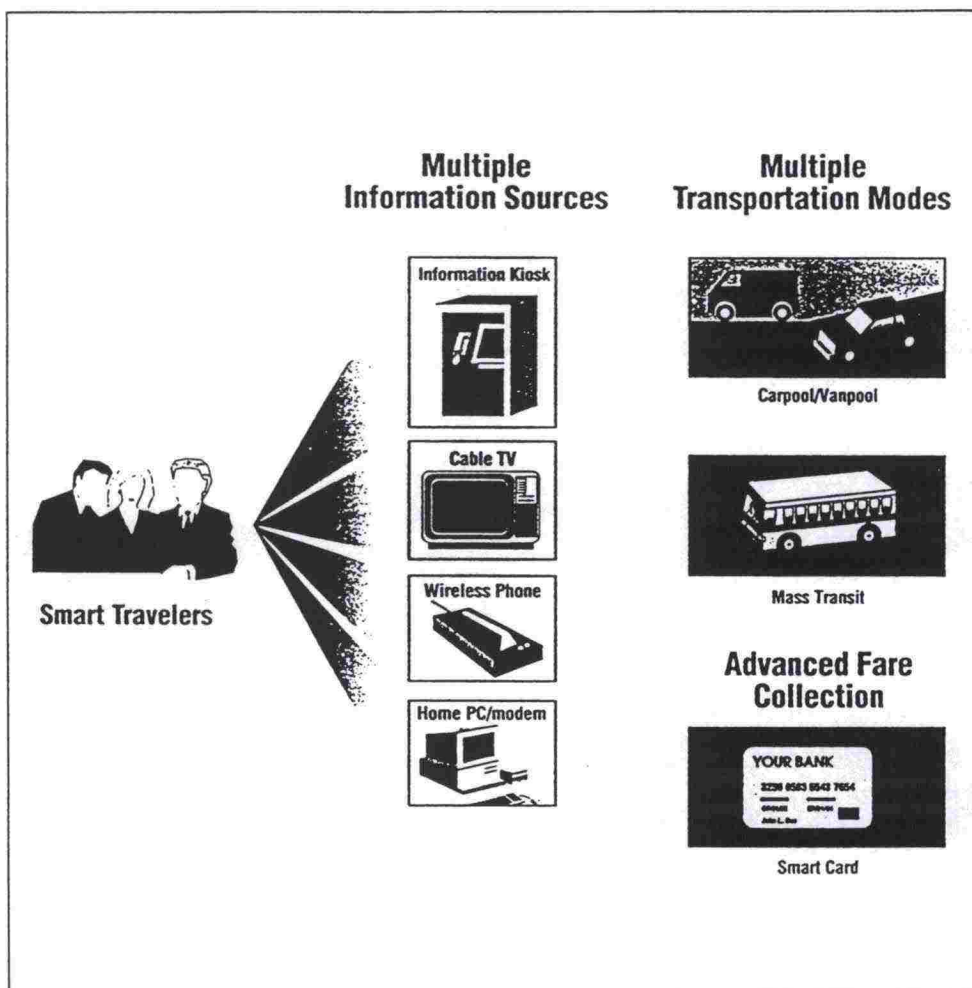 Multiple
Information Sources
Information Kiosk
Cable TV
Wireless Phone
Home PC/modem
Smart Travelers
Multiple
Transportation Modes
Carpool/Vanpool
Mass Transit
Advanced Fare
Collection
YOUR BANK
Smart Card